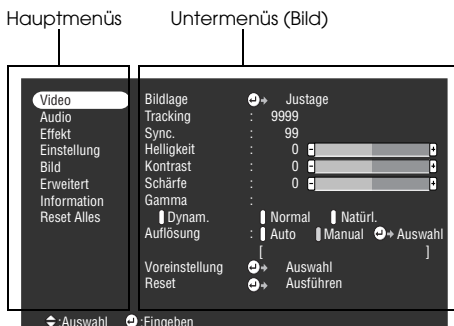 Hauptmenüs Untermenüs (Bild)
Video Bildlage Justage
Audio Tracking : 9999
Effekt Sync. : 99
Einstellung Helligkeit : 0 - +
Bild Kontrast : 0 - +
Erweitert Schärfe : 0 - +
Information Gamma :
Reset Alles Dynam. Normal Natürl.
Auflösung : Auto Manual Auswahl
[ ]
Voreinstellung Auswahl
Reset Ausführen
:Auswahl :Eingeben